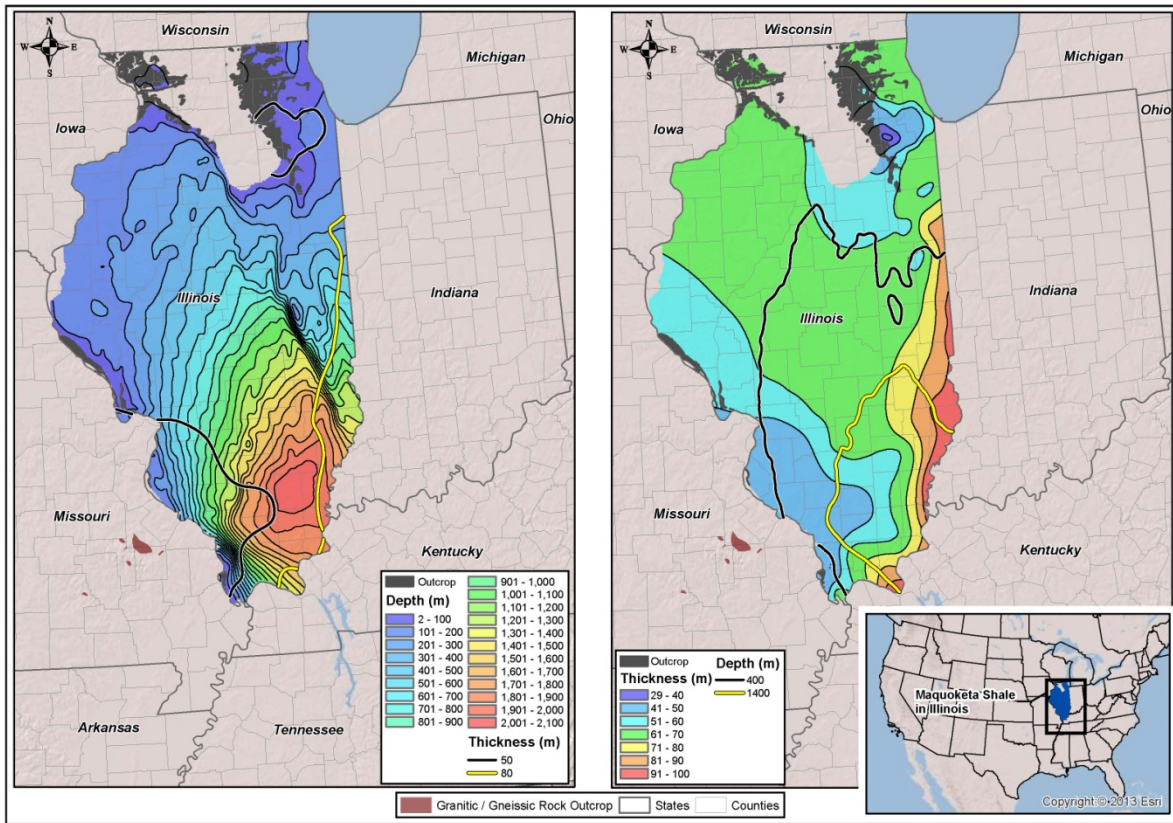 N
W E
S
Wisconsin
Michigan
Iowa
Ohio
Illinois
Indiana
Missouri
Kentucky
Arkansas
Tennessee
Outcrop
Depth (m)
2 - 100
101 - 200
201 - 300
301 - 400
401 - 500
501 - 600
601 - 700
701 - 800
801 - 900
901 - 1,000
1,001 - 1,100
1,101 - 1,200
1,201 - 1,300
1,301 - 1,400
1,401 - 1,500
1,501 - 1,600
1,601 - 1,700
1,701 - 1,800
1,801 - 1,900
1,901 - 2,000
2,001 - 2,100
Thickness (m)
50
80
N
W E
S
Wisconsin
Michigan
Iowa
Ohio
Illinois
Indiana
Missouri
Kentucky
Arkansas
Tennessee
Outcrop
Thickness (m)
29 - 40
41 - 50
51 - 60
61 - 70
71 - 80
81 - 90
91 - 100
Depth (m)
400
1400
Maquoketa Shale
in Illinois
Copyright:© 2013 Esri
Granitic / Gneissic Rock Outcrop
States
Counties